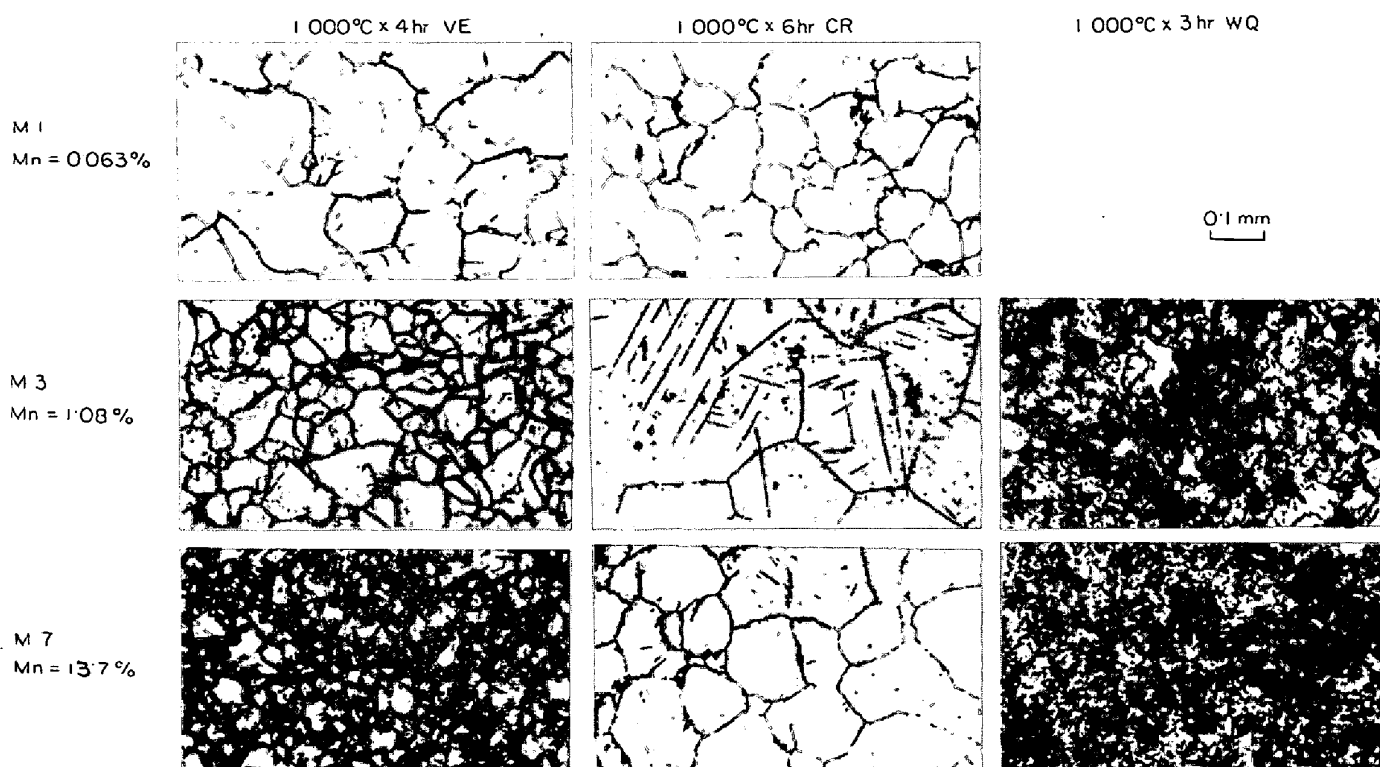 1 000°C x 4hr VE
1 000°C x 6hr CR
1 000°C x 3hr WQ
M 1
Mn = 0.063%
0.1 mm
M 3
Mn = 1.08%
M 7
Mn = 13.7%